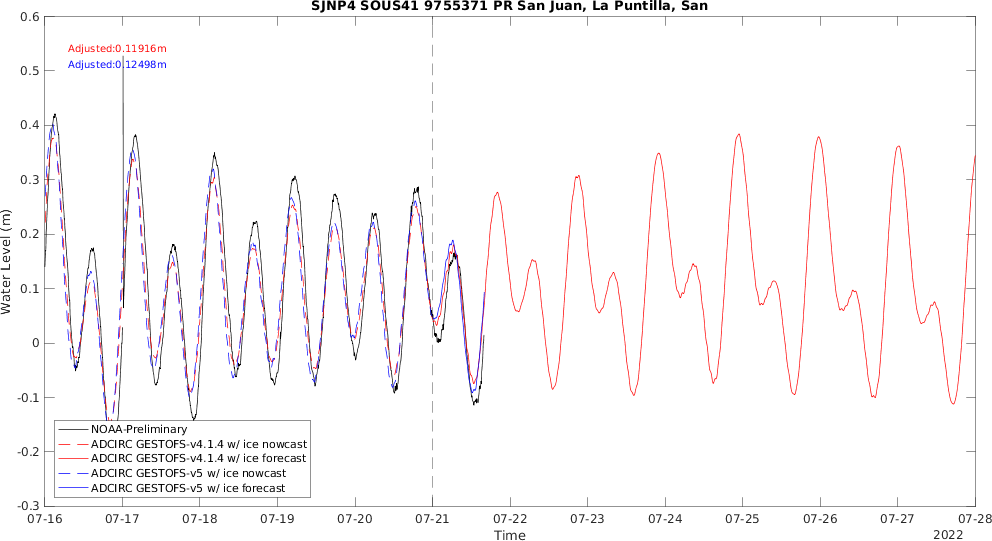 SJNP4 SOUS41 9755371 PR San Juan, La Puntilla, San
Adjusted:0.11916m
Adjusted:0.12498m
0.6
0.5
0.4
0.3
0.2
0.1
0
-0.1
-0.2
-0.3
Water Level (m)
NOAA-Preliminary
ADCIRC GESTOFS-v4.1.4 w/ ice nowcast
ADCIRC GESTOFS-v4.1.4 w/ ice forecast
ADCIRC GESTOFS-v5 w/ ice nowcast
ADCIRC GESTOFS-v5 w/ ice forecast
07-16 07-17 07-18 07-19 07-20 07-21 07-22 07-23 07-24 07-25 07-26 07-27 07-28
Time
2022